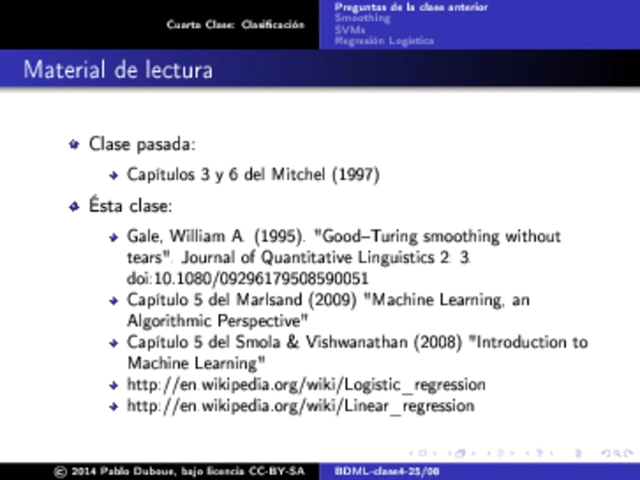 Cuarta Clase: Clasificación
Preguntas de la clase anterior
Smoothing
SVMs
Regresión Logística
Material de lectura
Clase pasada:
Capítulos 3 y 6 del Mitchel (1997)
Ésta clase:
Gale, William A. (1995). "Good–Turing smoothing without
tears". Journal of Quantitative Linguistics 2: 3.
doi:10.1080/09296179508590051
Capítulo 5 del Marlsand (2009) "Machine Learning, an
Algorithmic Perspective"
Capítulo 5 del Smola & Vishwanathan (2008) "Introduction to
Machine Learning"
http://en.wikipedia.org/wiki/Logistic_regression
http://en.wikipedia.org/wiki/Linear_regression
© 2014 Pablo Duboue, bajo licencia CC-BY-SA
BDML-clase4-25/08